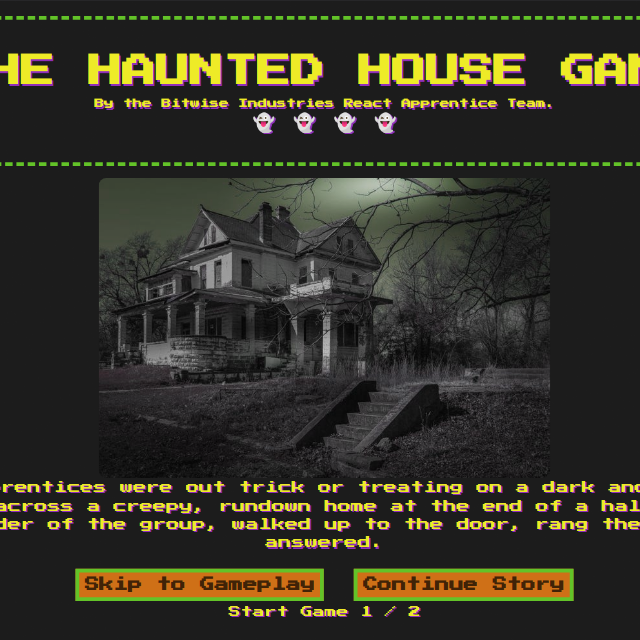 HE HAUNTED HOUSE GAM
By the Bitwise Industries React Apprentice Team.
prentices were out trick or treating on a dark and
across a creepy, rundown home at the end of a hal
der of the group, walked up to the door, rang the
answered.
Skip to Gameplay
Continue Story
Start Game 1 / 2